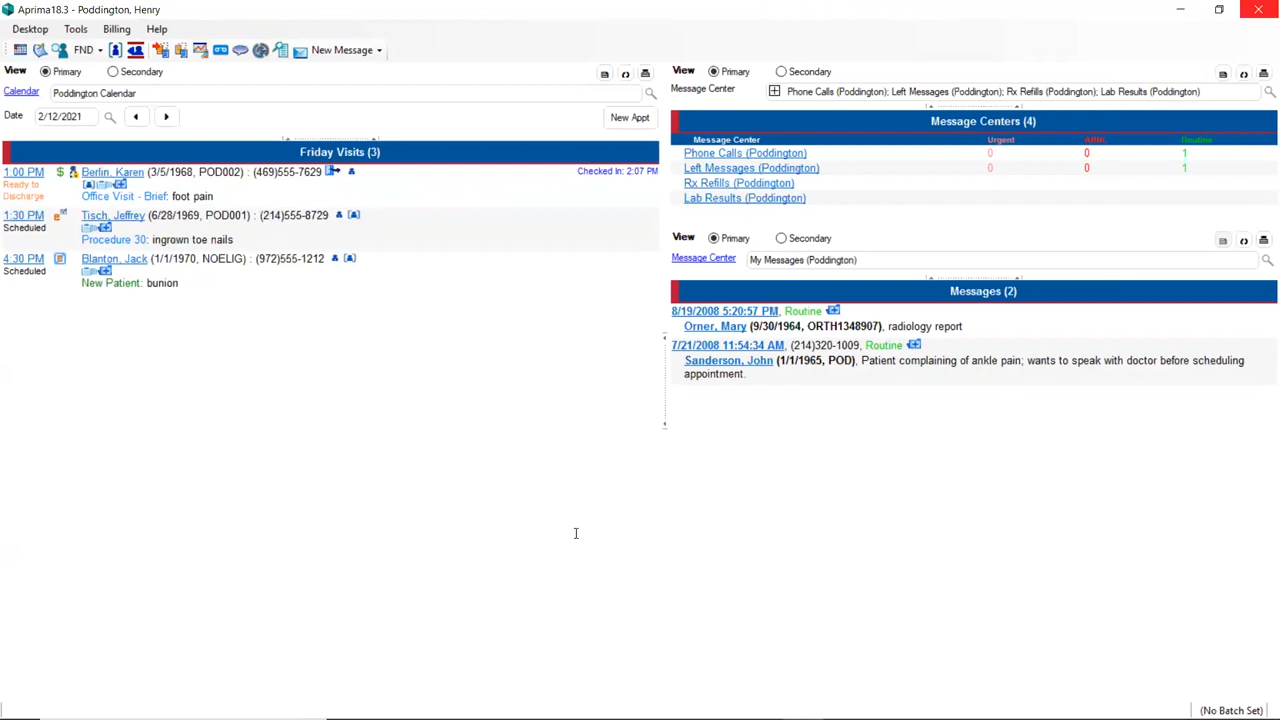 Aprima18.3 - Poddington, Henry
Desktop Tools Billing Help
FND New Message
View Primary Secondary
Calendar Poddington Calendar
Date 2/12/2021 New Appt
Friday Visits (3)
1:00 PM $ Berlin, Karen (3/5/1968, POD002) : (469)555-7629 Checked In: 2:07 PM
Ready to
Discharge
Office Visit - Brief: foot pain
1:30 PM Tisch, Jeffrey (6/28/1969, POD001) : (214)555-8729
Scheduled
Procedure 30: ingrown toe nails
4:30 PM Blanton, Jack (1/1/1970, NOELIG) : (972)555-1212
Scheduled
New Patient: bunion
View Primary Secondary
Message Center Phone Calls (Poddington); Left Messages (Poddington); Rx Refills (Poddington); Lab Results (Poddington)
Message Centers (4)
Message Center Urgent Routine
Phone Calls (Poddington) 0 0 1
Left Messages (Poddington) 0 0 1
Rx Refills (Poddington)
Lab Results (Poddington)
View Primary Secondary
Message Center My Messages (Poddington)
Messages (2)
8/19/2008 5:20:57 PM, Routine
Orner, Mary (9/30/1964, ORTH1348907), radiology report
7/21/2008 11:54:34 AM, (214)320-1009, Routine
Sanderson, John (1/1/1965, POD), Patient complaining of ankle pain; wants to speak with doctor before scheduling
appointment.
(No Batch Set)